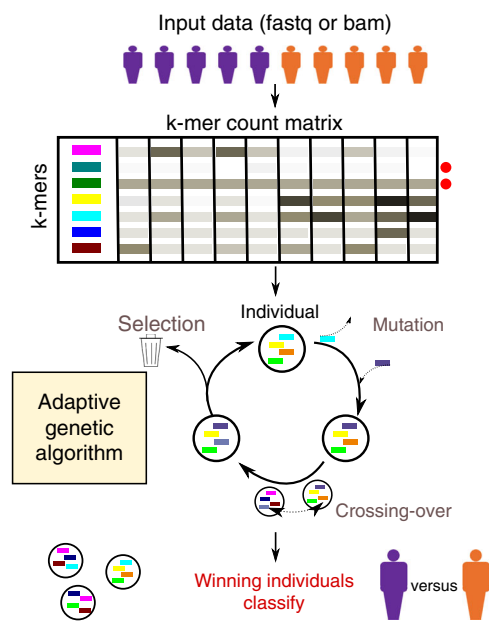 Input data (fastq or bam)
k-mer count matrix
k-mers
Individual
Selection
Mutation
Adaptive
genetic
algorithm
Crossing-over
Winning individuals
classify
versus